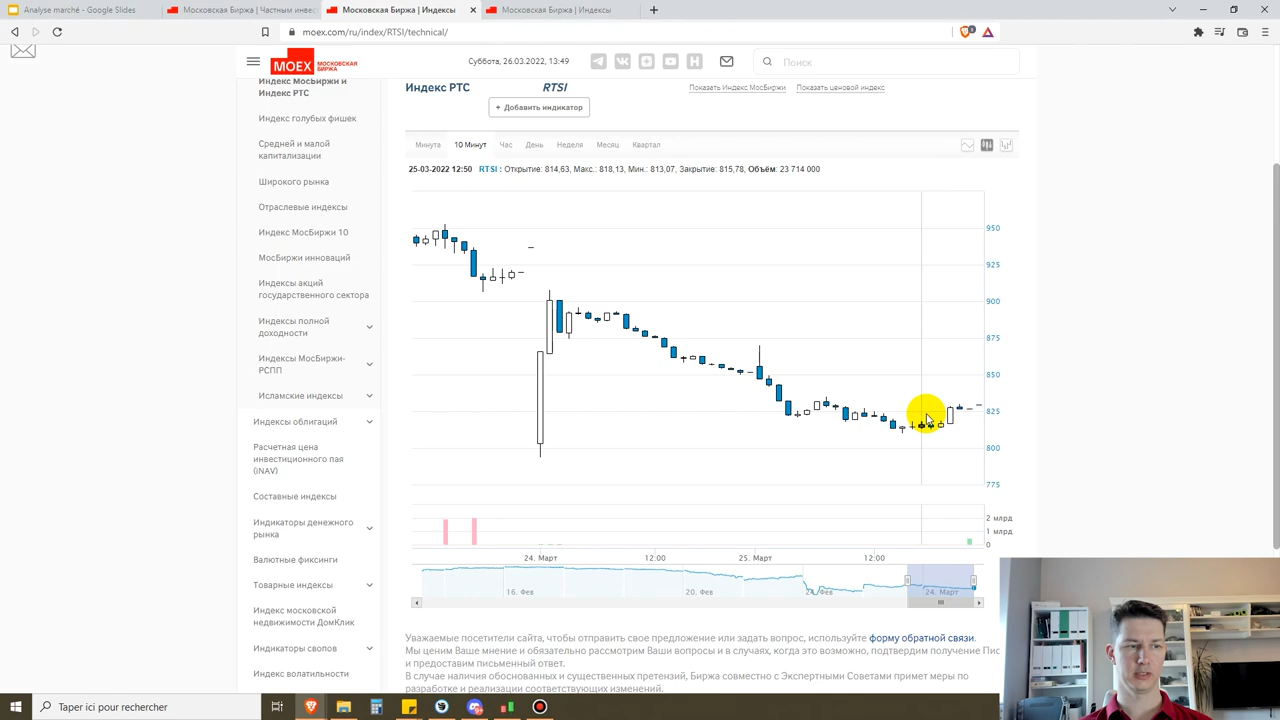 Analyse marché - Google Slides
Московская Биржа | Частным инвес
Московская Биржа | Индексы
Московская Биржа | Индексы
moex.com/ru/index/RTSI/technical/
MOEX МОСКОВСКАЯ БИРЖА
Суббота, 26.03.2022, 13:49
Поиск
Индекс МосБиржи и
Индекс РТС
Индекс голубых фишек
Средней и малой
капитализации
Широкого рынка
Отраслевые индексы
Индекс МосБиржи 10
МосБиржи инноваций
Индексы акций
государственного сектора
Индексы полной
доходности
Индексы МосБиржи-
РСПП
Исламские индексы
Индексы облигаций
Расчетная цена
инвестиционного пая
(iNAV)
Составные индексы
Индикаторы денежного
рынка
Валютные фиксинги
Товарные индексы
Индекс московской
недвижимости ДомКлик
Индикаторы свопов
Индекс волатильности
Индекс РТС
RTSI
Показать Индекс МосБиржи
Показать ценовой индекс
+ Добавить индикатор
Минута 10 Минут Час День Неделя Месяц Квартал
25-03-2022 12:50 RTSI : Открытие: 814,63, Макс.: 818,13, Мин.: 813,07, Закрытие: 815,78, Объём: 23 714 000
950
925
900
875
850
825
800
775
2 млрд
1 млрд
0
24. Март 12:00 25. Март 12:00
16. Фев 20. Фев 24. Фев 24. Март
Уважаемые посетители сайта, чтобы отправить свое предложение или задать вопрос, используйте форму обратной связи.
Мы ценим Ваше мнение и обязательно рассмотрим Ваши вопросы и в случаях, когда это возможно, подтвердим получение Пис
и предоставим письменный ответ.
В случае наличия обоснованных и существенных претензий, Биржа совместно с Экспертными Советами примет меры по
разработке и реализации соответствующих изменений.
Taper ici pour rechercher